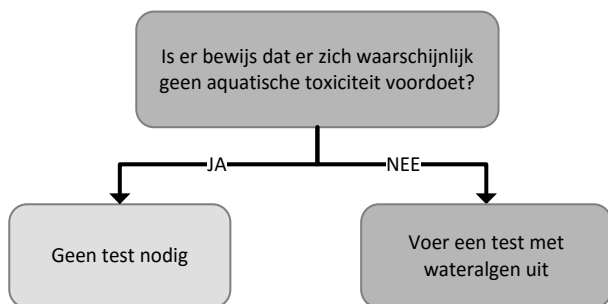 Is er bewijs dat er zich waarschijnlijk
geen aquatische toxiciteit voordoet?
JA
NEE
Geen test nodig
Voer een test met
wateralgen uit